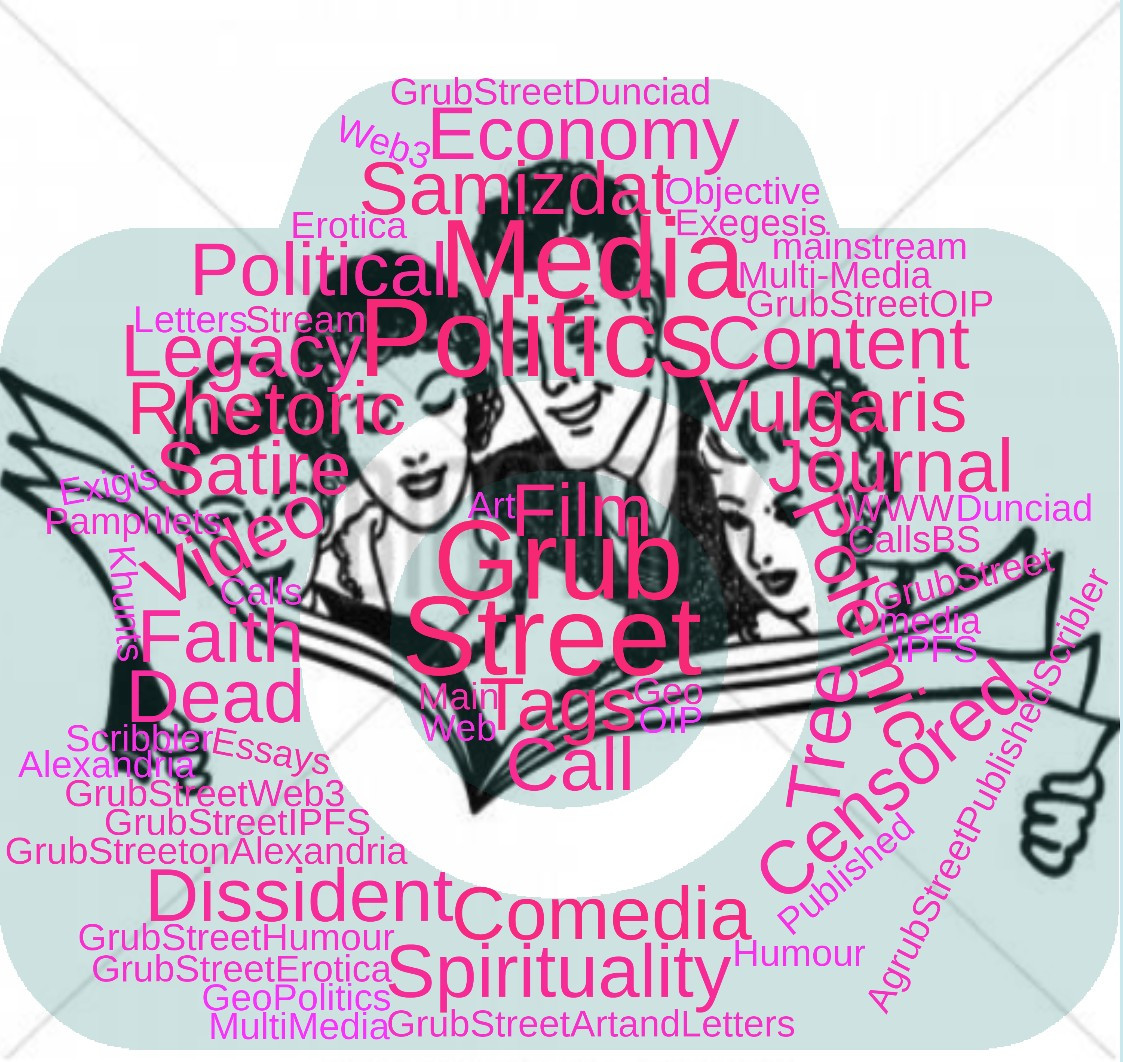 GrubStreetDunciad
Web3
Economy
Samizdat
Objective
Erotica
Exegesis
Political
Media
mainstream
Multi-Media
GrubStreetOIP
LettersStream
Politics
Legacy
Content
Rhetoric
Vulgaris
Satire
Journal
Exigis
Art
Film
WWWDunciad
Pamphlets
Video
Polemic
CallsBS
Khunts
Calls
Grub
GrubStreet
media
Faith
Street
IPFS
Dead
Main
Tags
Geo
Web
OIP
Tree
Scribbler
Essays
Call
Censored
Alexandria
GrubStreetWeb3
GrubStreetIPFS
GrubStreetonAlexandria
Published
AgrubStreetPublishedScribler
Dissident
Comedia
GrubStreetHumour
Humour
GrubStreetErotica
Spirituality
GeoPolitics
MultiMedia
GrubStreetArtandLetters